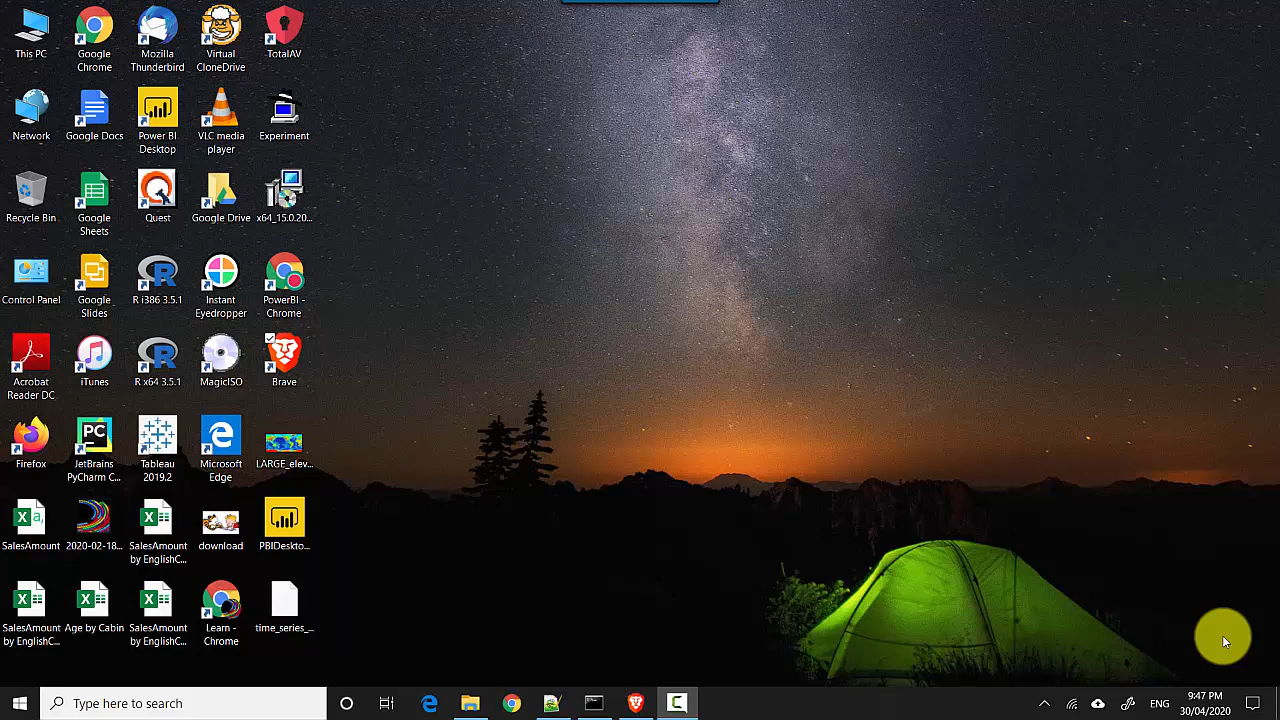 This PC
Google Chrome
Mozilla Thunderbird
Virtual CloneDrive
TotalAV
Network
Google Docs
Power BI Desktop
VLC media player
Experiment
Recycle Bin
Google Sheets
Quest
Google Drive
x64_15.0.20...
Control Panel
Google Slides
R i386 3.5.1
Instant Eyedropper
PowerBI - Chrome
Acrobat Reader DC
iTunes
R x64 3.5.1
MagicISO
Brave
Firefox
JetBrains PyCharm C...
Tableau 2019.2
Microsoft Edge
LARGE_elev...
SalesAmount
2020-02-18...
SalesAmount by EnglishC...
download
PBIDeskto...
SalesAmount by EnglishC...
Age by Cabin
SalesAmount by EnglishC...
Learn - Chrome
time_series_...
Type here to search
ENG
9:47 PM
30/04/2020